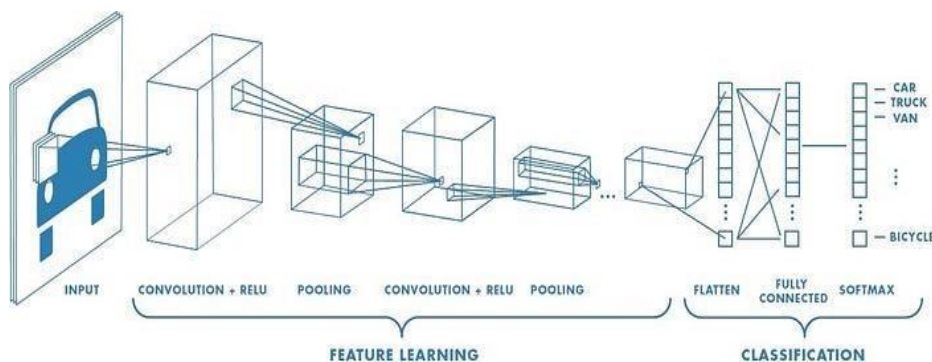 CAR
TRUCK
VAN
BICYCLE
INPUT
CONVOLUTION + RELU
POOLING
CONVOLUTION + RELU
POOLING
FLATTEN
FULLY
CONNECTED
SOFTMAX
FEATURE LEARNING
CLASSIFICATION